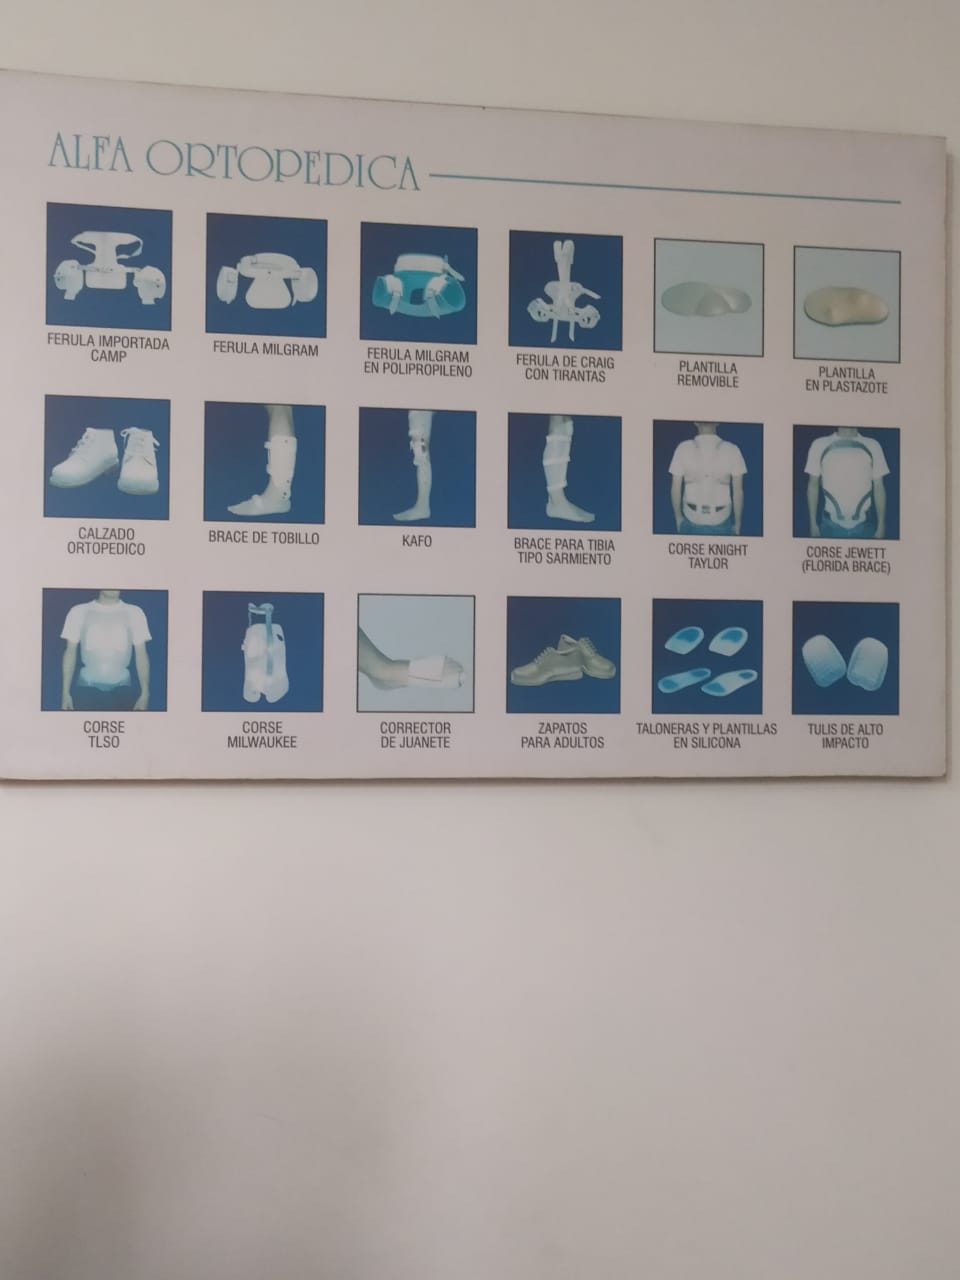 ALFA ORTOPEDICA
FERULA IMPORTADA
CAMP
FERULA MILGRAM
FERULA MILGRAM
EN POLIPROPILENO
FERULA DE CRAIG
CON TIRANTAS
PLANTILLA
REMOVIBLE
PLANTILLA
EN PLASTAZOTE
CALZADO
ORTOPEDICO
BRACE DE TOBILLO
KAFO
BRACE PARA TIBIA
TIPO SARMIENTO
CORSE KNIGHT
TAYLOR
CORSE JEWETT
(FLORIDA BRACE)
CORSE
TLSO
CORSE
MILWAUKEE
CORRECTOR
DE JUANETE
ZAPATOS
PARA ADULTOS
TALONERAS Y PLANTILLAS
EN SILICONA
TULIS DE ALTO
IMPACTO